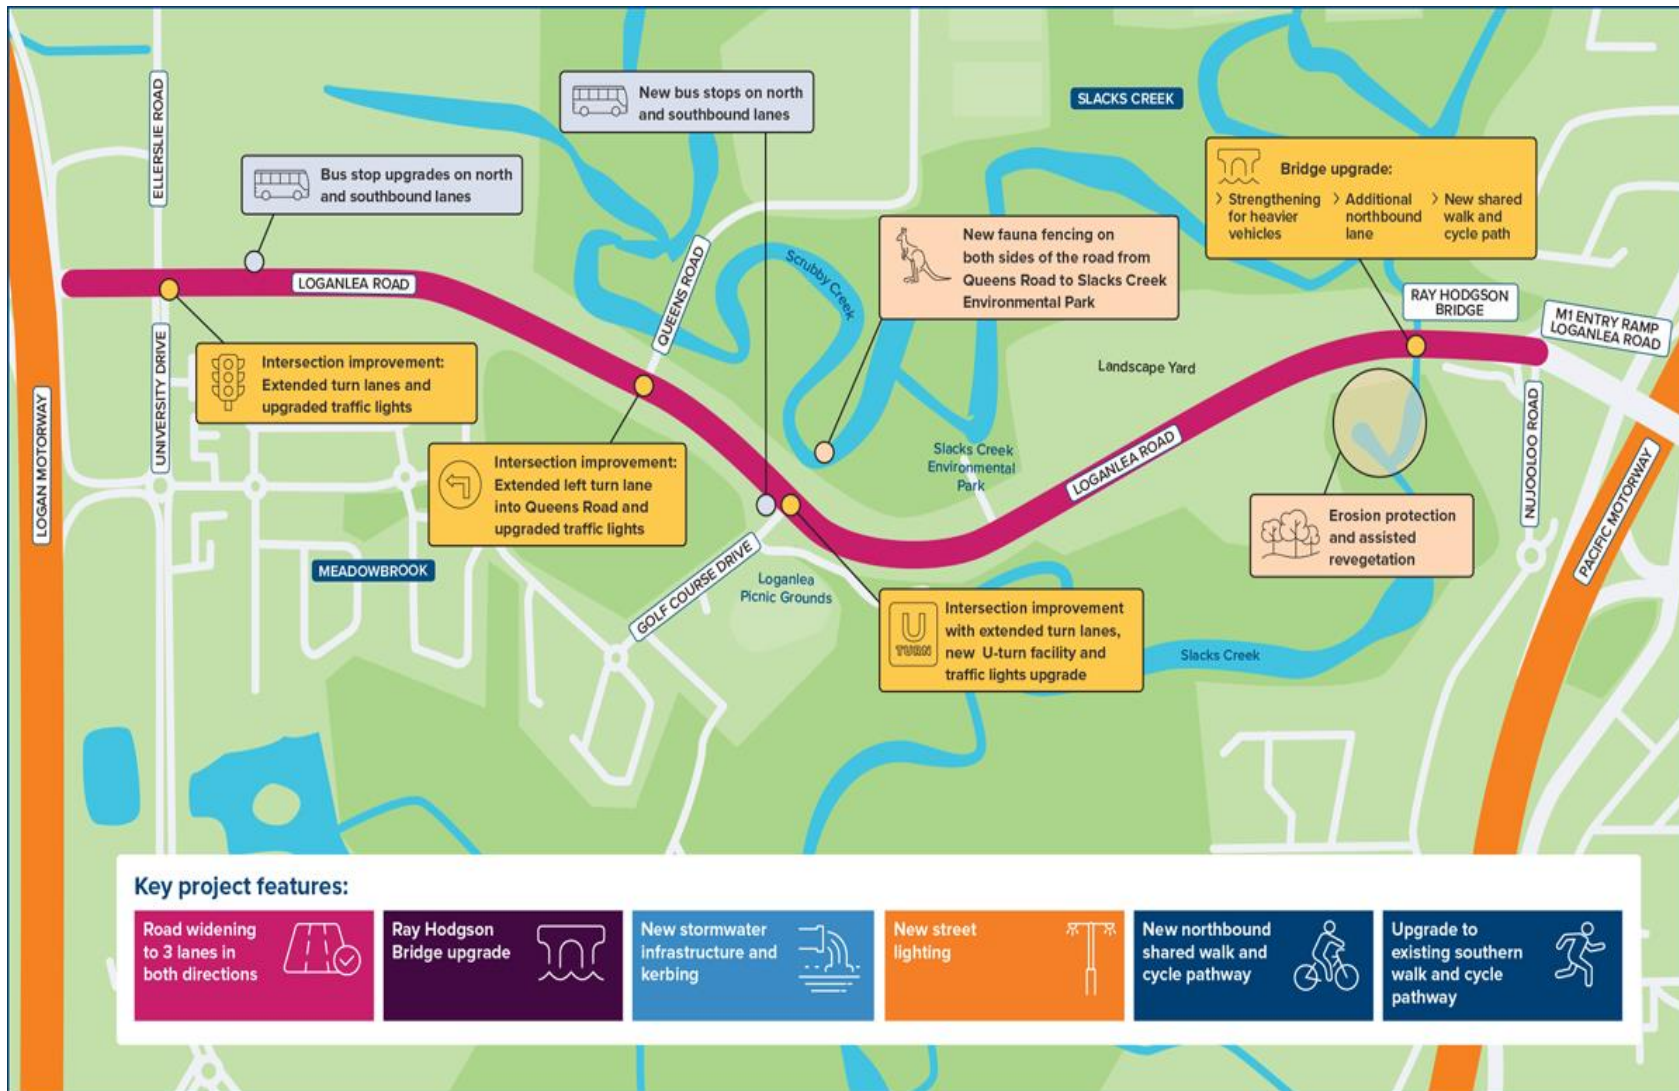 SLACKS CREEK
New bus stops on north
and southbound lanes
ELLERSLIE ROAD
Bus stop upgrades on north
and southbound lanes
Bridge upgrade:
> Strengthening
for heavier
vehicles
> Additional
northbound
lane
> New shared
walk and
cycle path
New fauna fencing on
both sides of the road from
Queens Road to Slacks Creek
Environmental Park
Scrubby Creek
QUEENS ROAD
LOGANLEA ROAD
RAY HODGSON
BRIDGE
M1 ENTRY RAMP
LOGANLEA ROAD
UNIVERSITY DRIVE
Intersection improvement:
Extended turn lanes and
upgraded traffic lights
Landscape Yard
LOGAN MOTORWAY
Intersection improvement:
Extended left turn lane
into Queens Road and
upgraded traffic lights
Slacks Creek
Environmental
Park
LOGANLEA ROAD
NUJOOLOO ROAD
PACIFIC MOTORWAY
Erosion protection
and assisted
revegetation
MEADOWBROOK
GOLF COURSE DRIVE
Loganlea
Picnic Grounds
U
TURN
Intersection improvement
with extended turn lanes,
new U-turn facility and
traffic lights upgrade
Slacks Creek
Key project features:
Road widening
to 3 lanes in
both directions
Ray Hodgson
Bridge upgrade
New stormwater
infrastructure and
kerbing
New street
lighting
New northbound
shared walk and
cycle pathway
Upgrade to
existing southern
walk and cycle
pathway